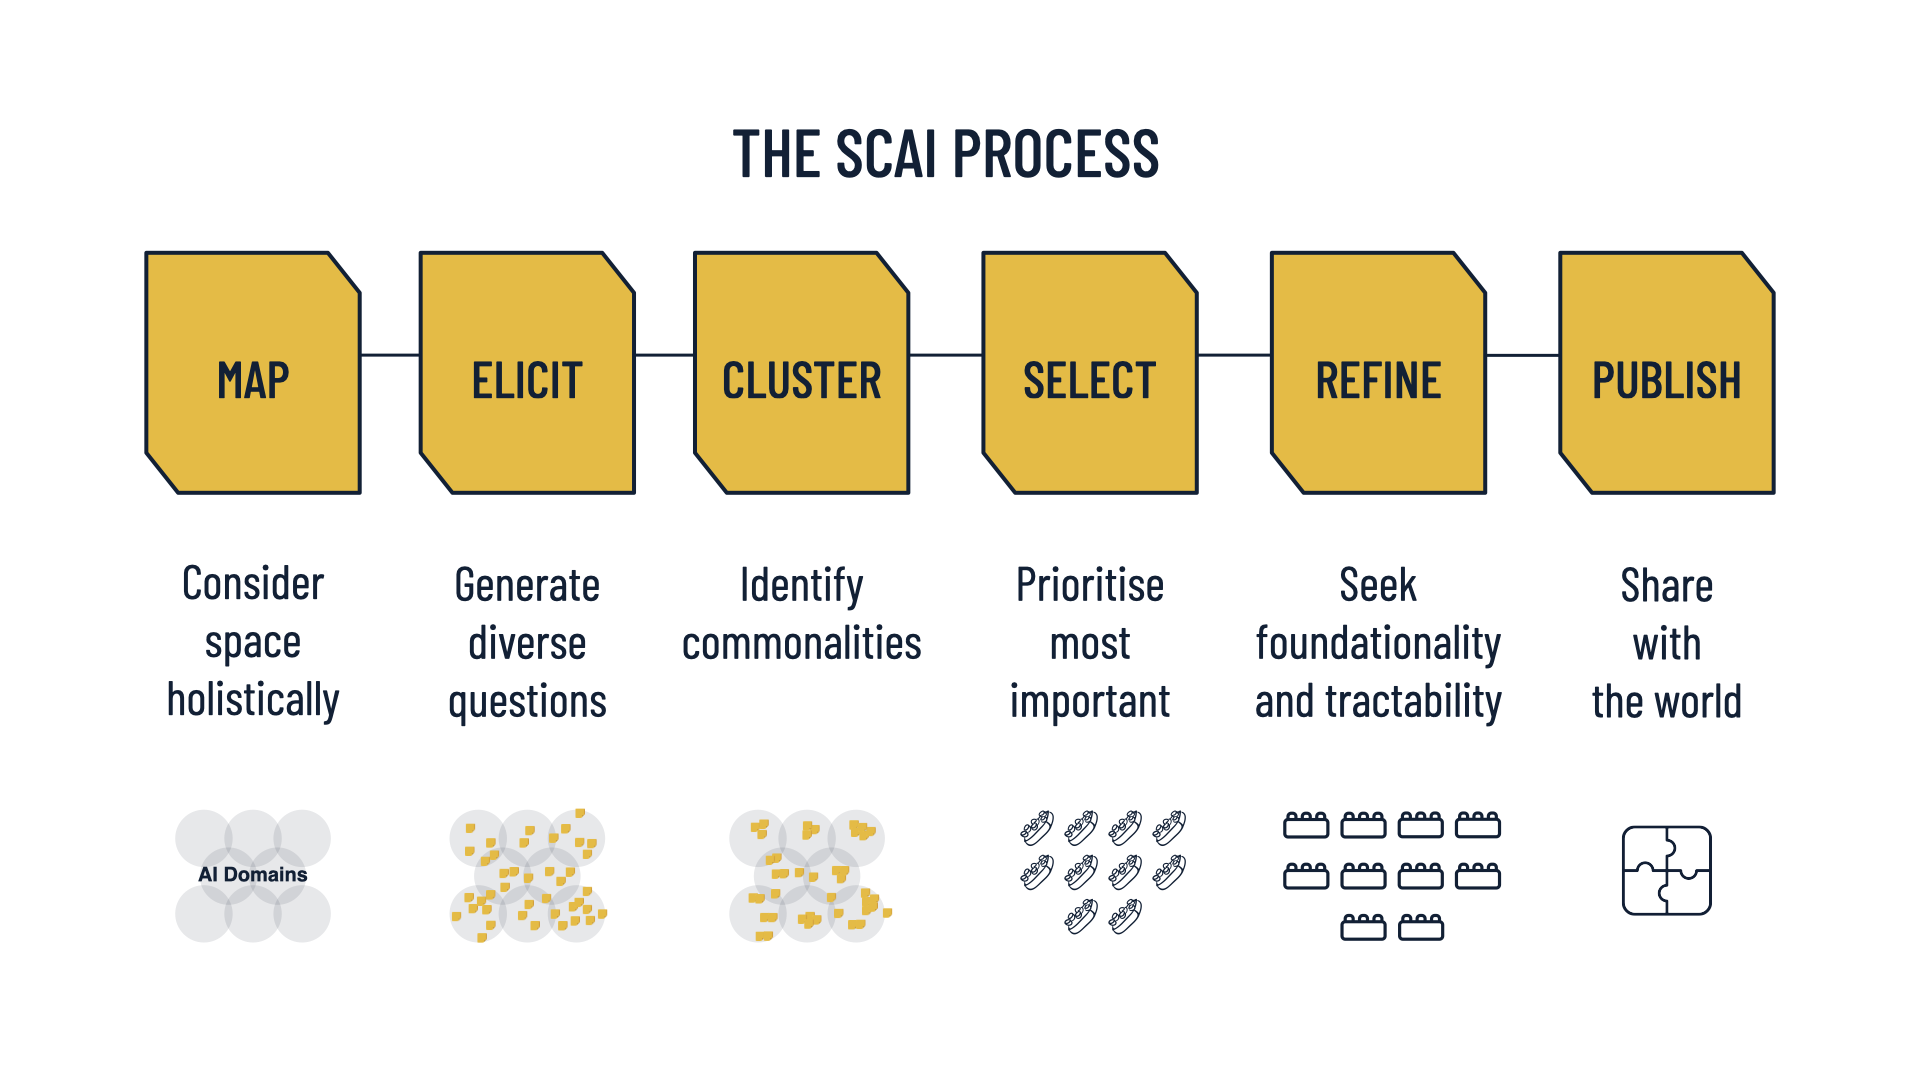 THE SCAI PROCESS
MAP
ELICIT
CLUSTER
SELECT
REFINE
PUBLISH
Consider
space
holistically
Generate
diverse
questions
Identify
commonalities
Prioritise
most
important
Seek
foundationality
and tractability
Share
with
the world
AI Domains